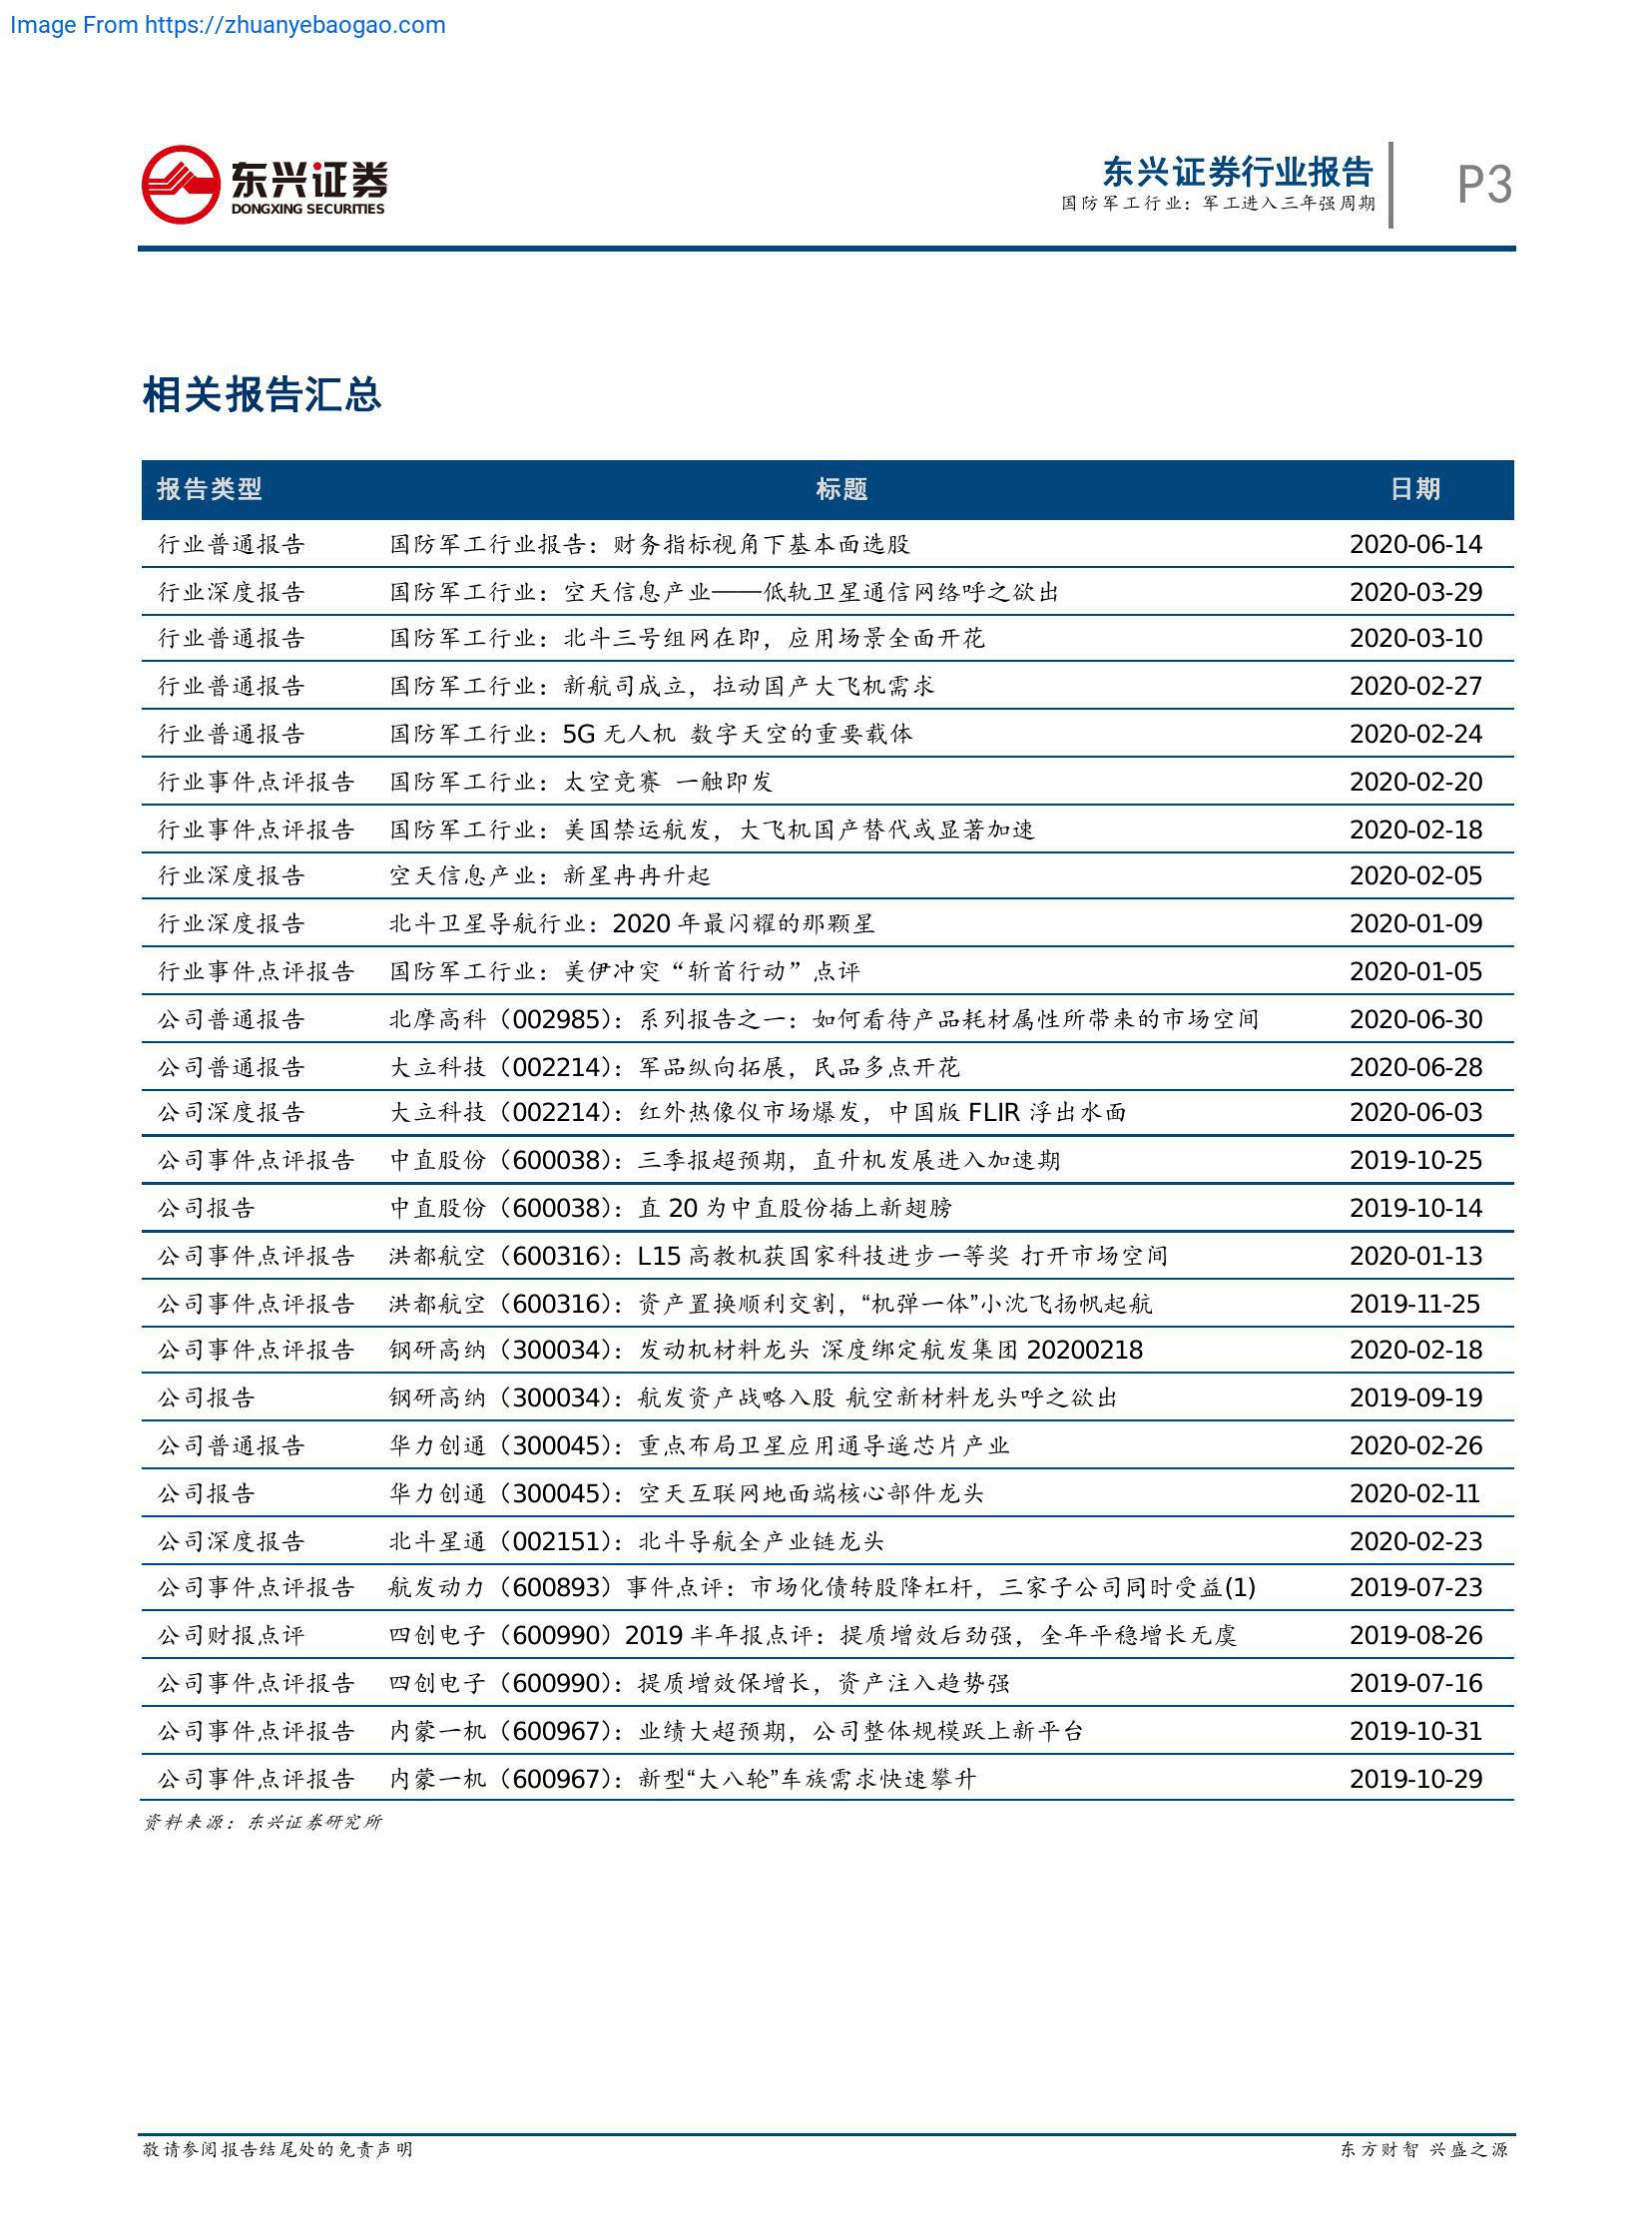 Image From https://zhuanyebaogao.com
东兴证券
DONGXING SECURITIES
东兴证券行业报告
国防军工行业：军工进入三年强周期
P3
相关报告汇总
报告类型 标题 日期
行业普通报告 国防军工行业报告：财务指标视角下基本面选股 2020-06-14
行业深度报告 国防军工行业：空天信息产业——低轨卫星通信网络呼之欲出 2020-03-29
行业普通报告 国防军工行业：北斗三号组网在即，应用场景全面开花 2020-03-10
行业普通报告 国防军工行业：新航司成立，拉动国产大飞机需求 2020-02-27
行业普通报告 国防军工行业：5G 无人机 数字天空的重要载体 2020-02-24
行业事件点评报告 国防军工行业：太空竞赛 一触即发 2020-02-20
行业事件点评报告 国防军工行业：美国禁运航发，大飞机国产替代或显著加速 2020-02-18
行业深度报告 空天信息产业：新星冉冉升起 2020-02-05
行业深度报告 北斗卫星导航行业：2020 年最闪耀的那颗星 2020-01-09
行业事件点评报告 国防军工行业：美伊冲突“斩首行动”点评 2020-01-05
公司普通报告 北摩高科（002985）：系列报告之一：如何看待产品耗材属性所带来的市场空间 2020-06-30
公司普通报告 大立科技（002214）：军品纵向拓展，民品多点开花 2020-06-28
公司深度报告 大立科技（002214）：红外热像仪市场爆发，中国版 FLIR 浮出水面 2020-06-03
公司事件点评报告 中直股份（600038）：三季报超预期，直升机发展进入加速期 2019-10-25
公司报告 中直股份（600038）：直 20 为中直股份插上新翅膀 2019-10-14
公司事件点评报告 洪都航空（600316）：L15 高教机获国家科技进步一等奖 打开市场空间 2020-01-13
公司事件点评报告 洪都航空（600316）：资产置换顺利交割，“机弹一体”小沈飞扬帆起航 2019-11-25
公司事件点评报告 钢研高纳（300034）：发动机材料龙头 深度绑定航发集团 20200218 2020-02-18
公司报告 钢研高纳（300034）：航发资产战略入股 航空新材料龙头呼之欲出 2019-09-19
公司普通报告 华力创通（300045）：重点布局卫星应用通导遥芯片产业 2020-02-26
公司报告 华力创通（300045）：空天互联网地面端核心部件龙头 2020-02-11
公司深度报告 北斗星通（002151）：北斗导航全产业链龙头 2020-02-23
公司事件点评报告 航发动力（600893）事件点评：市场化债转股降杠杆，三家子公司同时受益(1) 2019-07-23
公司财报点评 四创电子（600990）2019 半年报点评：提质增效后劲强，全年平稳增长无虞 2019-08-26
公司事件点评报告 四创电子（600990）：提质增效保增长，资产注入趋势强 2019-07-16
公司事件点评报告 内蒙一机（600967）：业绩大超预期，公司整体规模跃上新平台 2019-10-31
公司事件点评报告 内蒙一机（600967）：新型“大八轮”车族需求快速攀升 2019-10-29
资料来源：东兴证券研究所
敬请参阅报告结尾处的免责声明
东方财智 兴盛之源